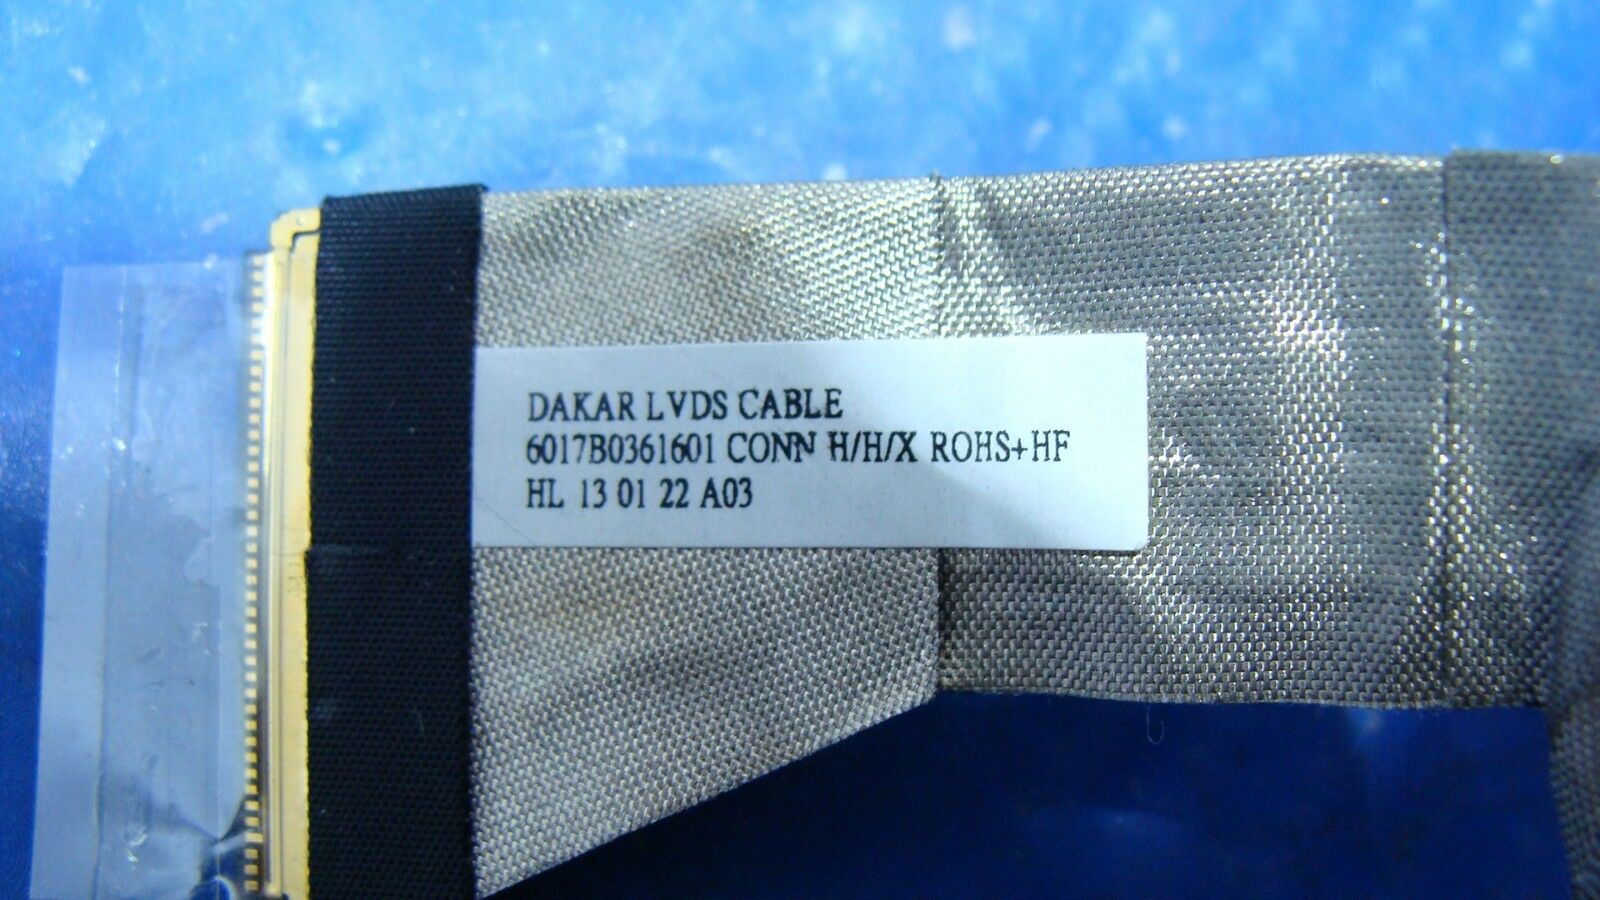 DAKAR LVDS CABLE
6017B0361601 CONN H/H/X ROHS+HF
HL 13 01 22 A03